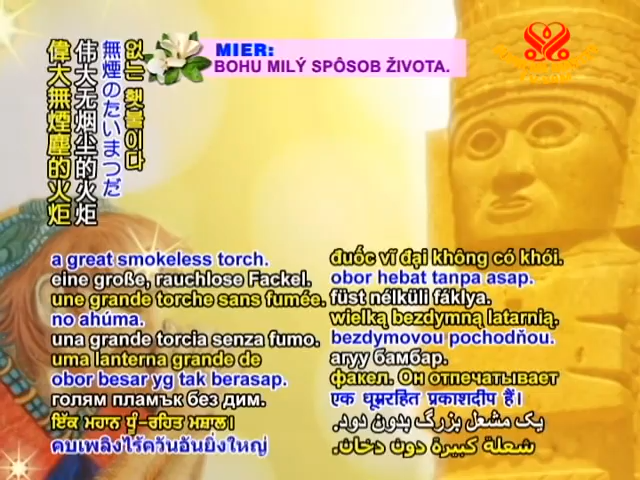 MIER:
BOHU MILÝ SPÔSOB ŽIVOTA.
없는 횃불이다
無煙のたいまつだ
伟大无烟尘的火炬
偉大無煙塵的火炬
a great smokeless torch.
eine große, rauchlose Fackel.
une grande torche sans fumée.
no ahúma.
una grande torcia senza fumo.
uma lanterna grande de
obor besar yg tak berasap.
голям пламък без дим.
ਇੱਕ ਮਹਾਨ ਧੂੰ-ਰਹਿਤ ਮਸ਼ਾਲ।
คบเพลิงไร้ควันอันยิ่งใหญ่
đuốc vĩ đại không có khói.
obor hebat tanpa asap.
füst nélküli fáklya.
wielką bezdymną latarnią.
bezdymovou pochodňou.
агуу бамбар.
факел. Он отпечатывает
एक धूम्ररहित प्रकाशदीप हैं।
یک مشعل بزرگ بدون دود.
شعلة كبيرة دون دخان.